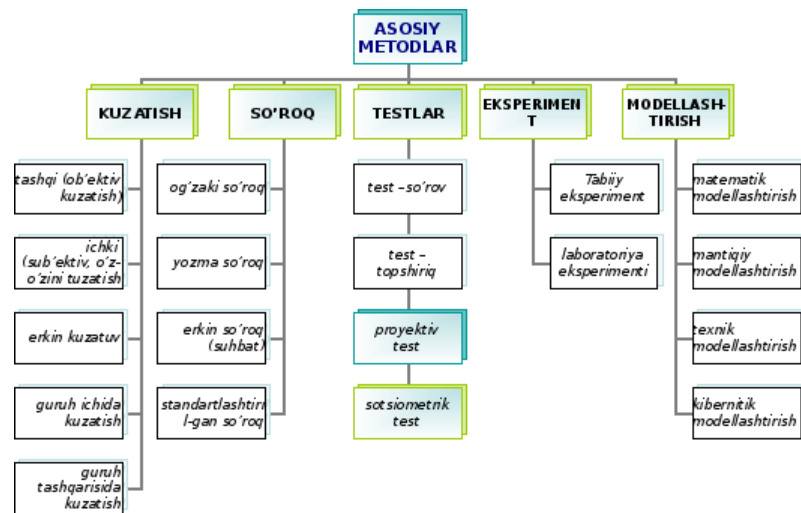 ASOSIY
METODLAR
KUZATISH
SO’ROQ
TESTLAR
EKSPERIMEN
T
MODELLASH-
TIRISH
tashqi (ob’ektiv
kuzatish)
ichki
(sub’ektiv, o’z-
o’zini tuzatish
erkin kuzatuv
guruh ichida
kuzatish
guruh
tashqarisida
kuzatish
og’zaki so’roq
yozma so’roq
erkin so’roq
(suhbat)
standartlashtiri
l-gan so’roq
test –so’rov
test –
topshiriq
proyektiv
test
sotsiometrik
test
Tabiiy
eksperiment
laboratoriya
eksperimenti
matematik
modellashtirish
mantiqiy
modellashtirish
texnik
modellashtirish
kibernitik
modellashtirish